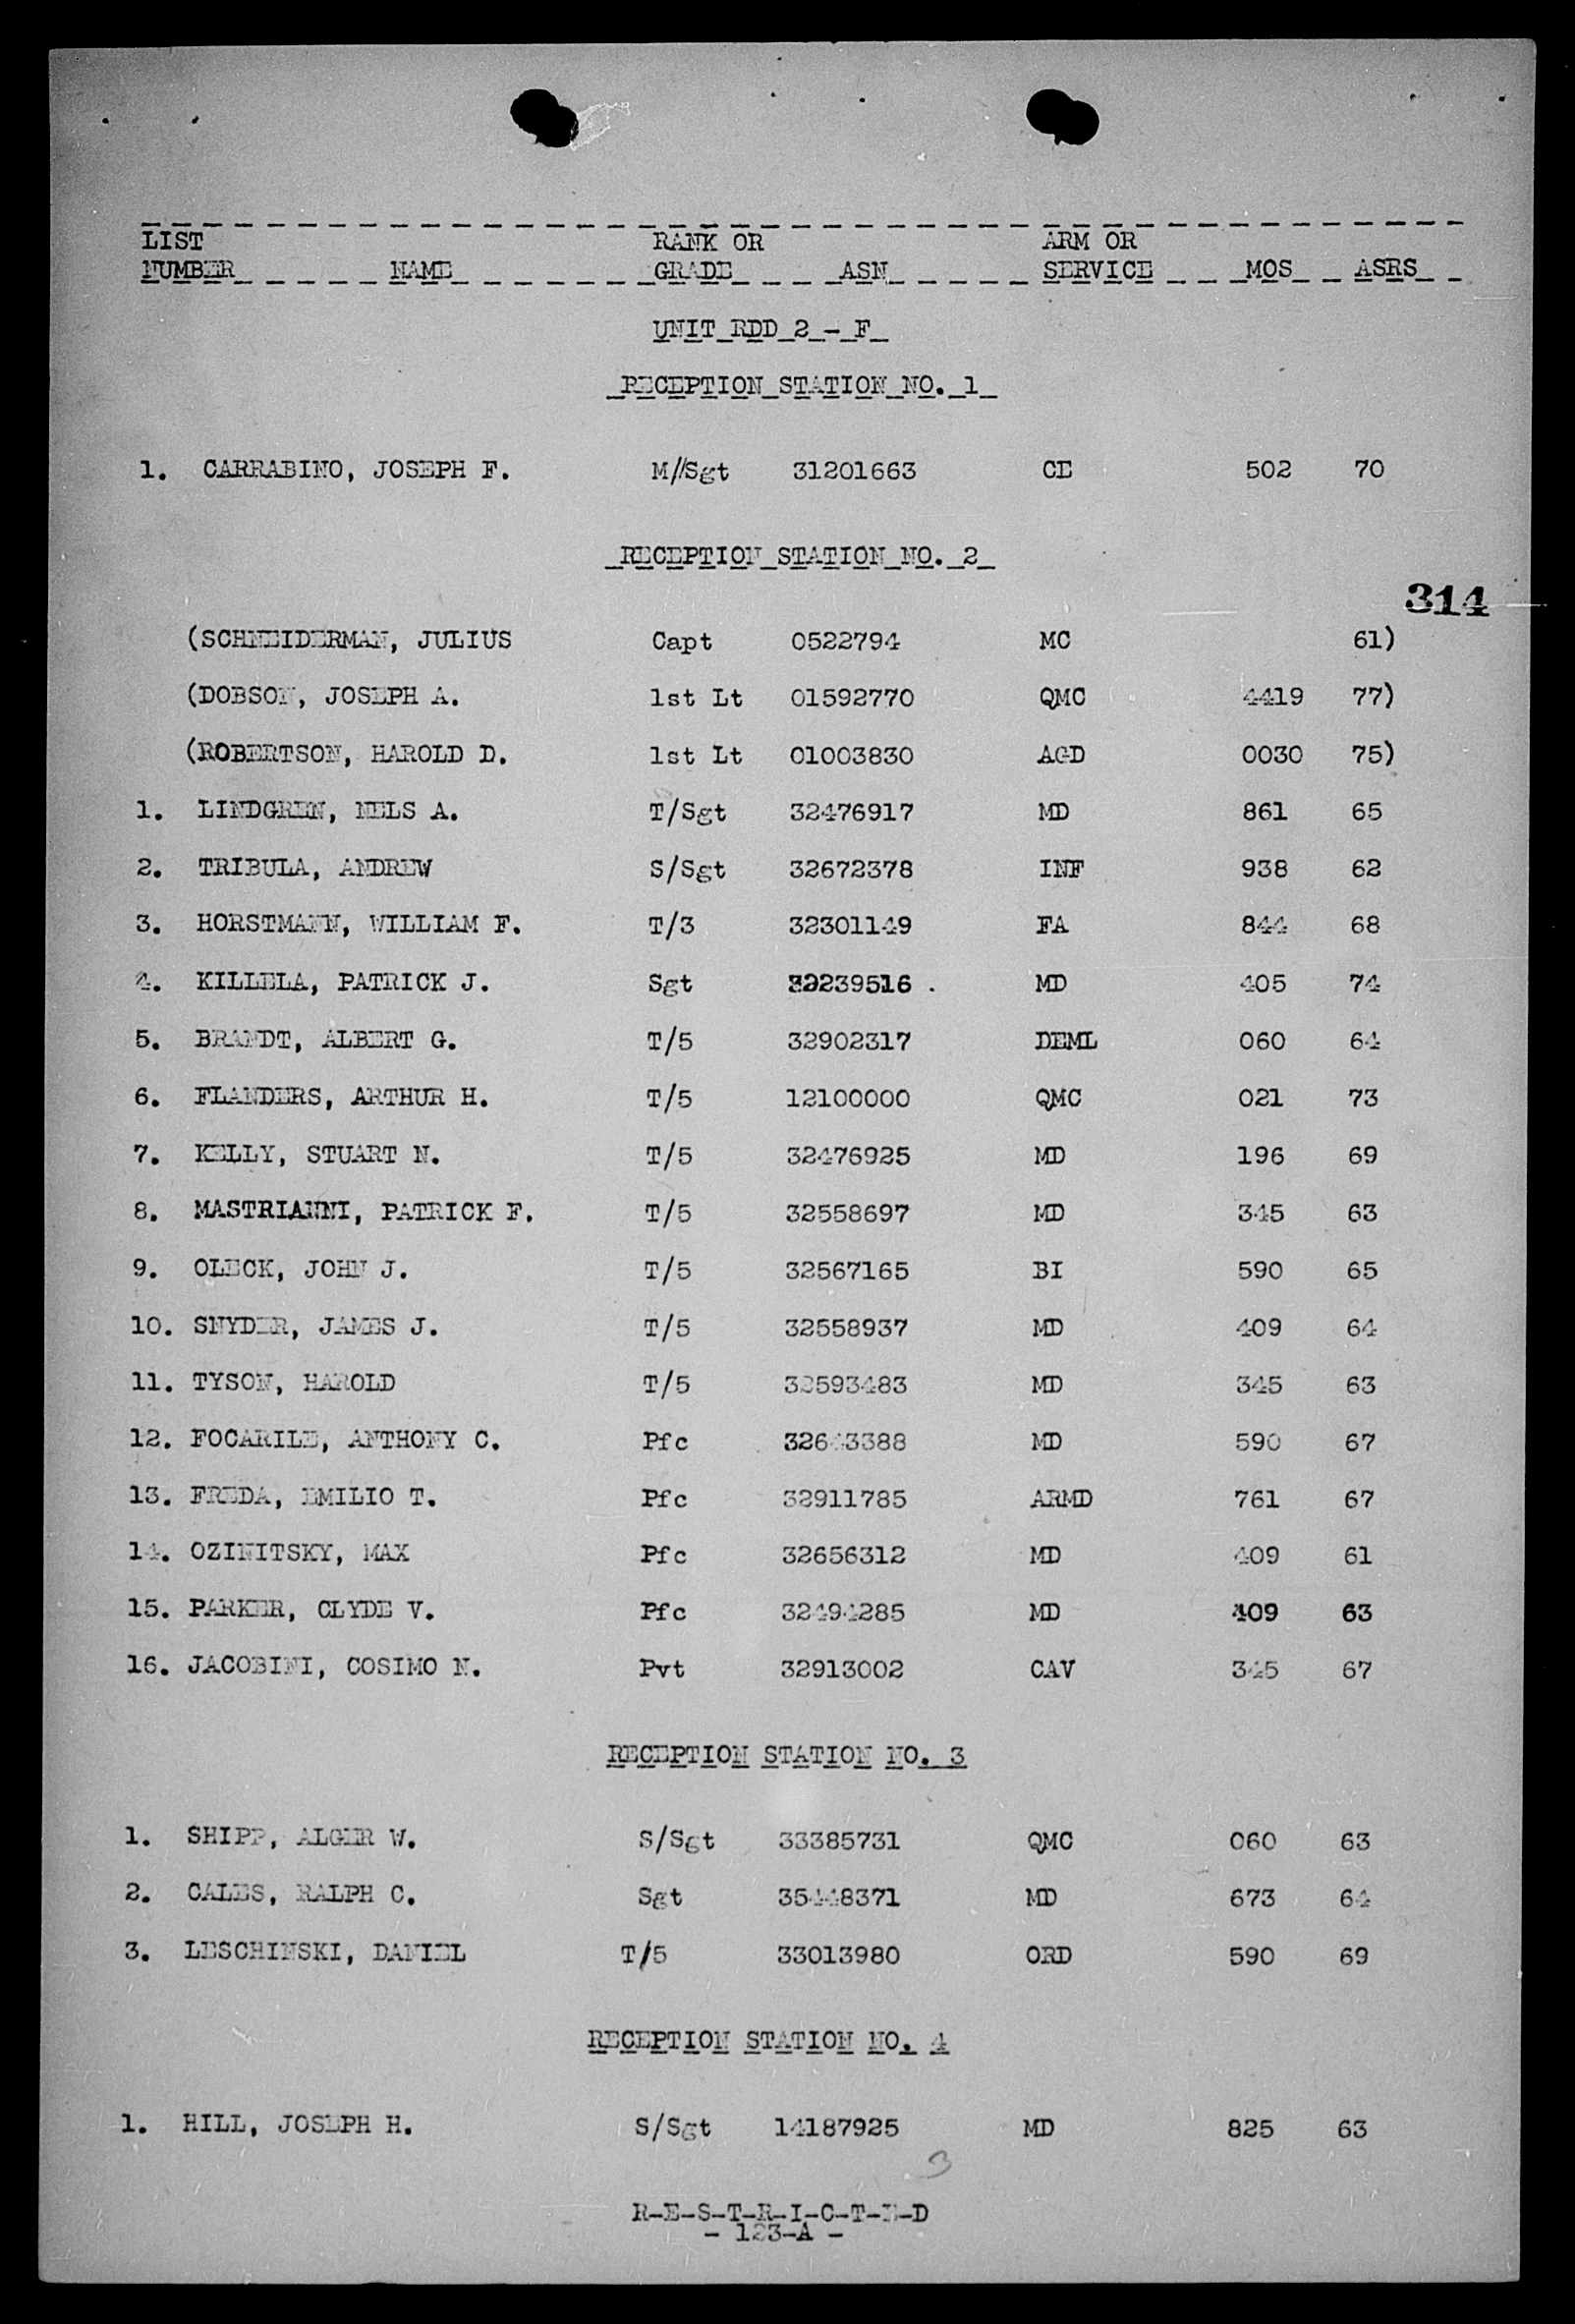 LIST RANK OR ARM OR
NUMBER NAME GRADE ASN SERVICE MOS ASRS
UNIT RDD 2 - F
RECEPTION STATION NO. 1
1. CARRABINO, JOSEPH F. M//Sgt 31201663 CE 502 70
RECEPTION STATION NO. 2
314
(SCHNEIDERMAN, JULIUS Capt 0522794 MC 61)
(DOBSON, JOSEPH A. 1st Lt 01592770 QMC 4419 77)
(ROBERTSON, HAROLD D. 1st Lt 01003830 AGD 0030 75)
1. LINDGREN, NELS A. T/Sgt 32476917 MD 861 65
2. TRIBULA, ANDREW S/Sgt 32672378 INF 938 62
3. HORSTMANN, WILLIAM F. T/3 32301149 FA 844 68
4. KILLELA, PATRICK J. Sgt 32239516 . MD 405 74
5. BRANDT, ALBERT G. T/5 32902317 DEML 060 64
6. FLANDERS, ARTHUR H. T/5 12100000 QMC 021 73
7. KELLY, STUART N. T/5 32476925 MD 196 69
8. MASTRIANNI, PATRICK F. T/5 32558697 MD 345 63
9. OLECK, JOHN J. T/5 32567165 BI 590 65
10. SNYDER, JAMES J. T/5 32558937 MD 409 64
11. TYSON, HAROLD T/5 32593483 MD 345 63
12. FOCARILE, ANTHONY C. Pfc 32643388 MD 590 67
13. FREDA, EMILIO T. Pfc 32911785 ARMD 761 67
14. OZINITSKY, MAX Pfc 32656312 MD 409 61
15. PARKER, CLYDE V. Pfc 32494285 MD 409 63
16. JACOBINI, COSIMO N. Pvt 32913002 CAV 345 67
RECEPTION STATION NO. 3
1. SHIPP, ALGER W. S/Sgt 33385731 QMC 060 63
2. CALES, RALPH C. Sgt 35448371 MD 673 64
3. LESCHINSKI, DANIEL T/5 33013980 ORD 590 69
RECEPTION STATION NO. 4
1. HILL, JOSEPH H. S/Sgt 14187925 MD 825 63
3
R-E-S-T-R-I-C-T-E-D
- 123-A -